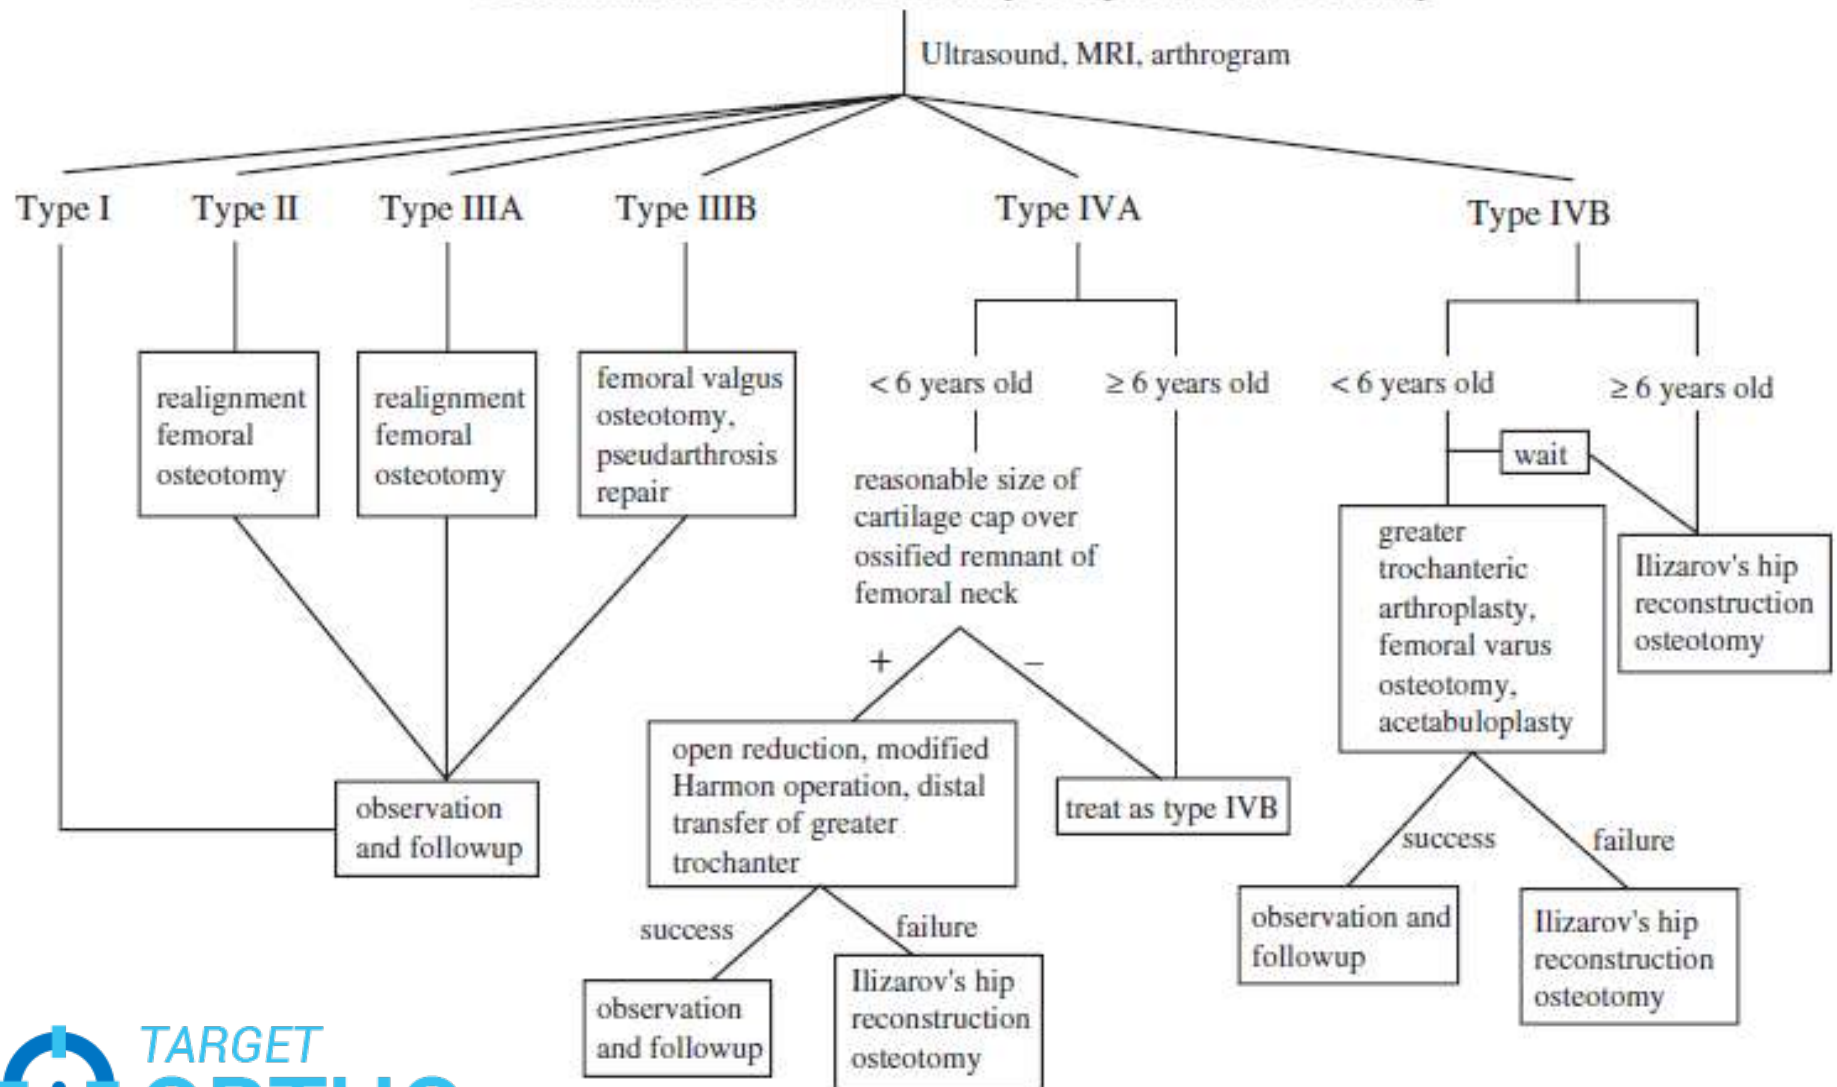 Ultrasound, MRI, arthrogram
Type I
Type II
Type IIIA
Type IIIB
Type IVA
Type IVB
realignment
femoral
osteotomy
realignment
femoral
osteotomy
femoral valgus
osteotomy,
pseudarthrosis
repair
< 6 years old
≥ 6 years old
< 6 years old
≥ 6 years old
wait
reasonable size of
cartilage cap over
ossified remnant of
femoral neck
greater
trochanteric
arthroplasty,
femoral varus
osteotomy,
acetabuloplasty
Ilizarov's hip
reconstruction
osteotomy
+
–
open reduction, modified
Harmon operation, distal
transfer of greater
trochanter
treat as type IVB
observation
and followup
success
failure
success
failure
observation
and followup
Ilizarov's hip
reconstruction
osteotomy
observation and
followup
Ilizarov's hip
reconstruction
osteotomy
TARGET